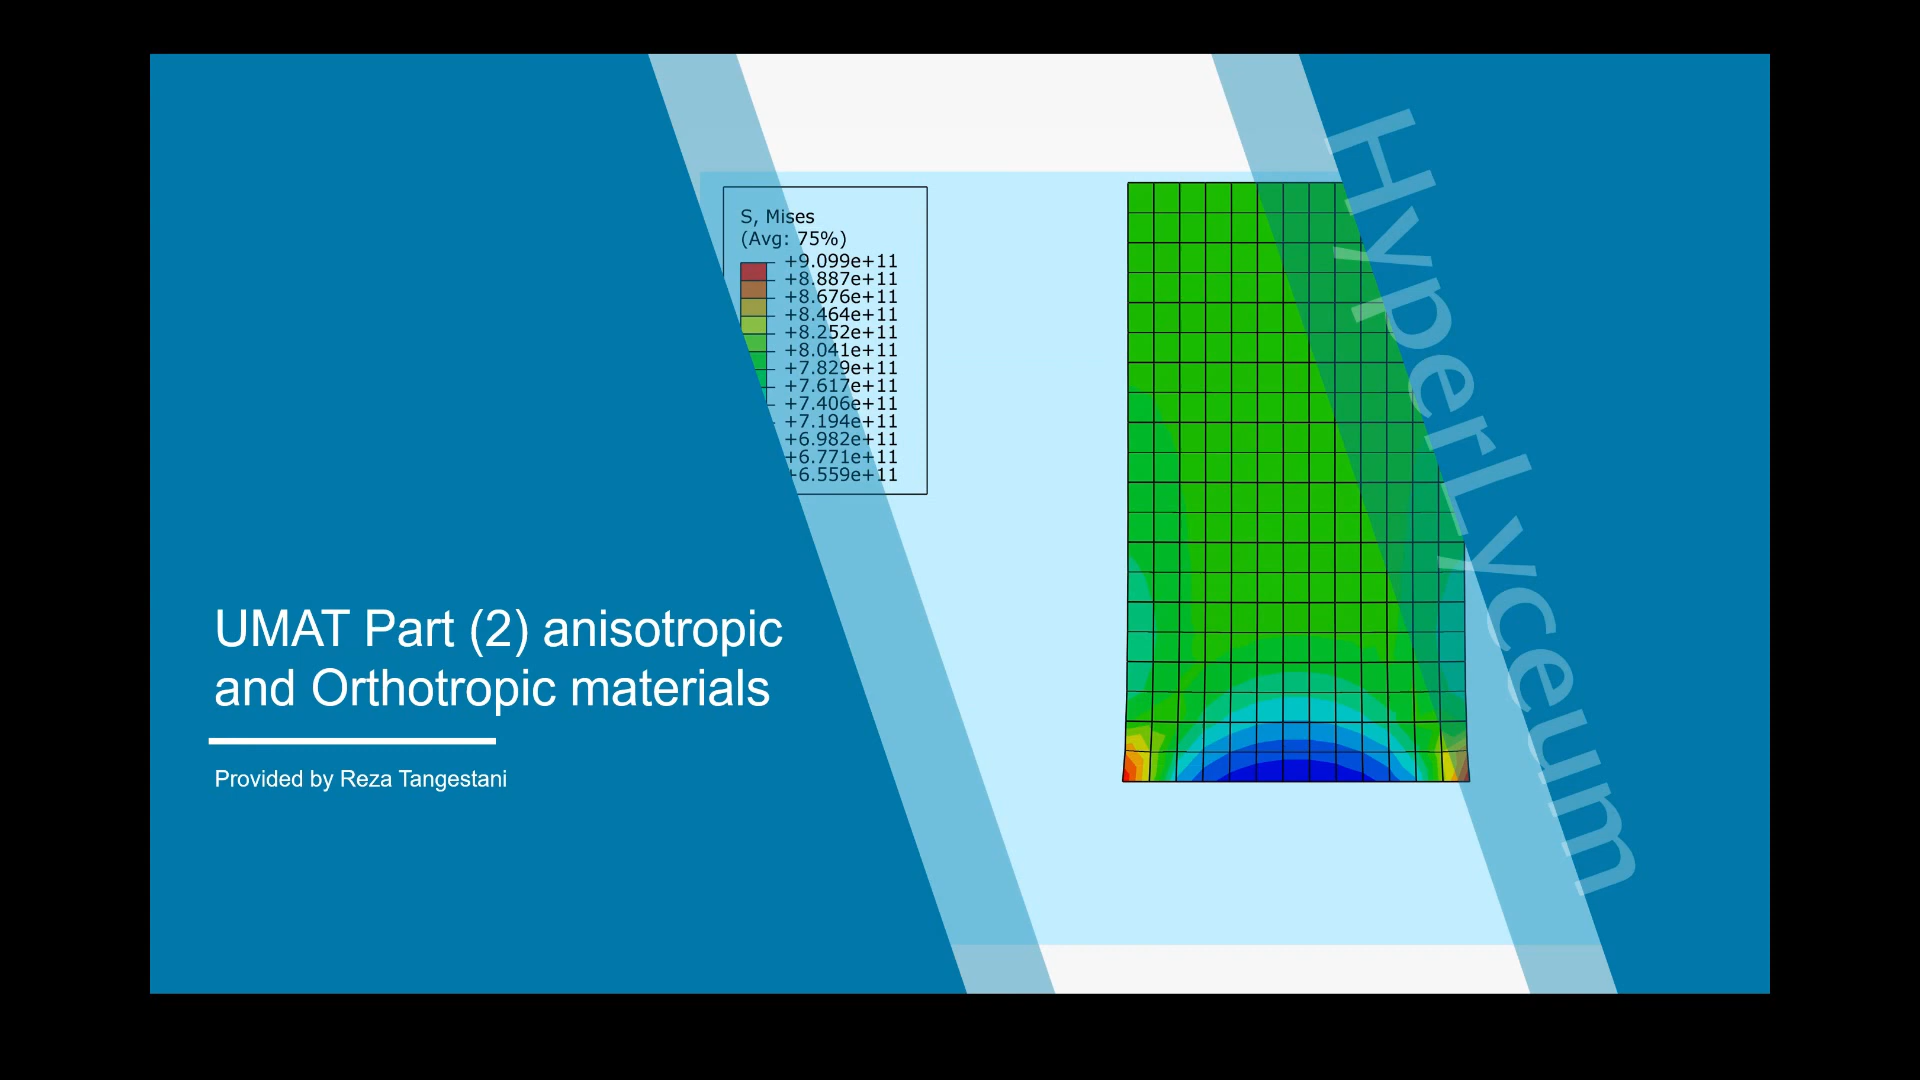 S, Mises
(Avg: 75%)
+9.099e+11
+8.887e+11
+8.676e+11
+8.464e+11
+8.252e+11
+8.041e+11
+7.829e+11
+7.617e+11
+7.406e+11
+7.194e+11
+6.982e+11
+6.771e+11
+6.559e+11
HyperLyceum
UMAT Part (2) anisotropic
and Orthotropic materials
Provided by Reza Tangestani